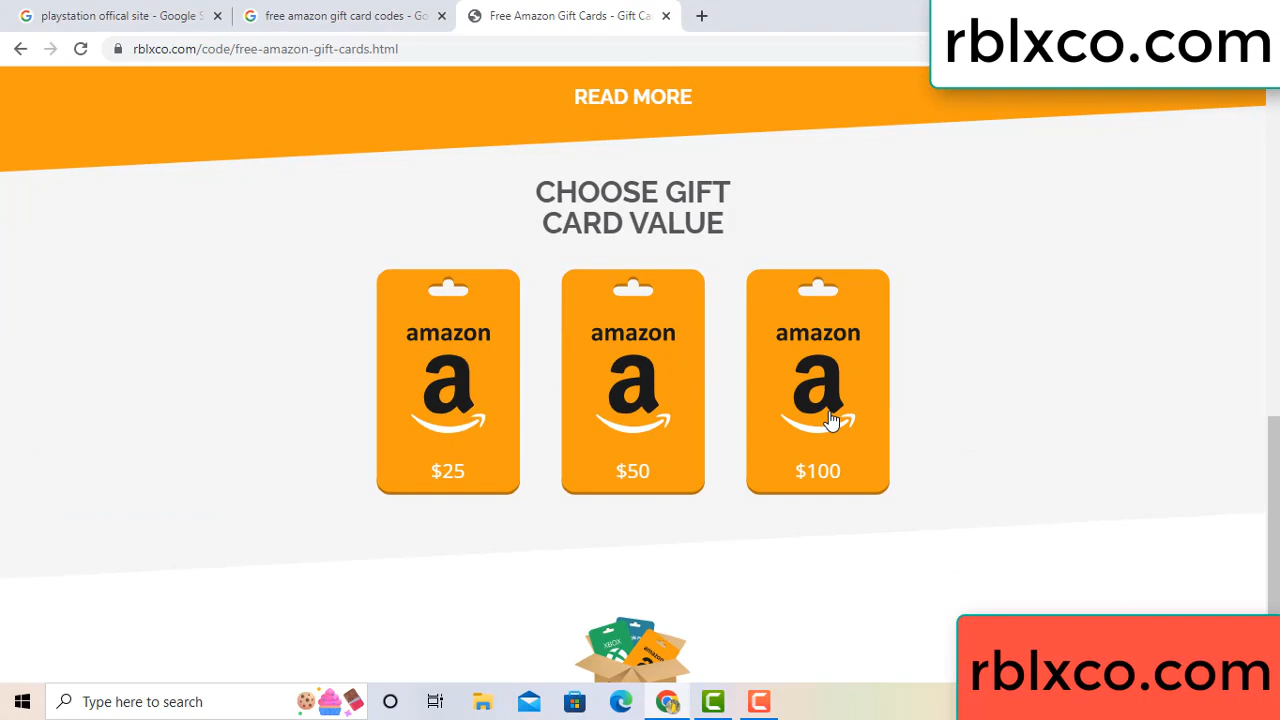 playstation offical site - Google S
free amazon gift card codes - Go
Free Amazon Gift Cards - Gift Ca
rblxco.com/code/free-amazon-gift-cards.html
rblxco.com
READ MORE
CHOOSE GIFT
CARD VALUE
amazon
a
$25
amazon
a
$50
amazon
a
$100
XBOX
amazon
rblxco.com
Type here to search